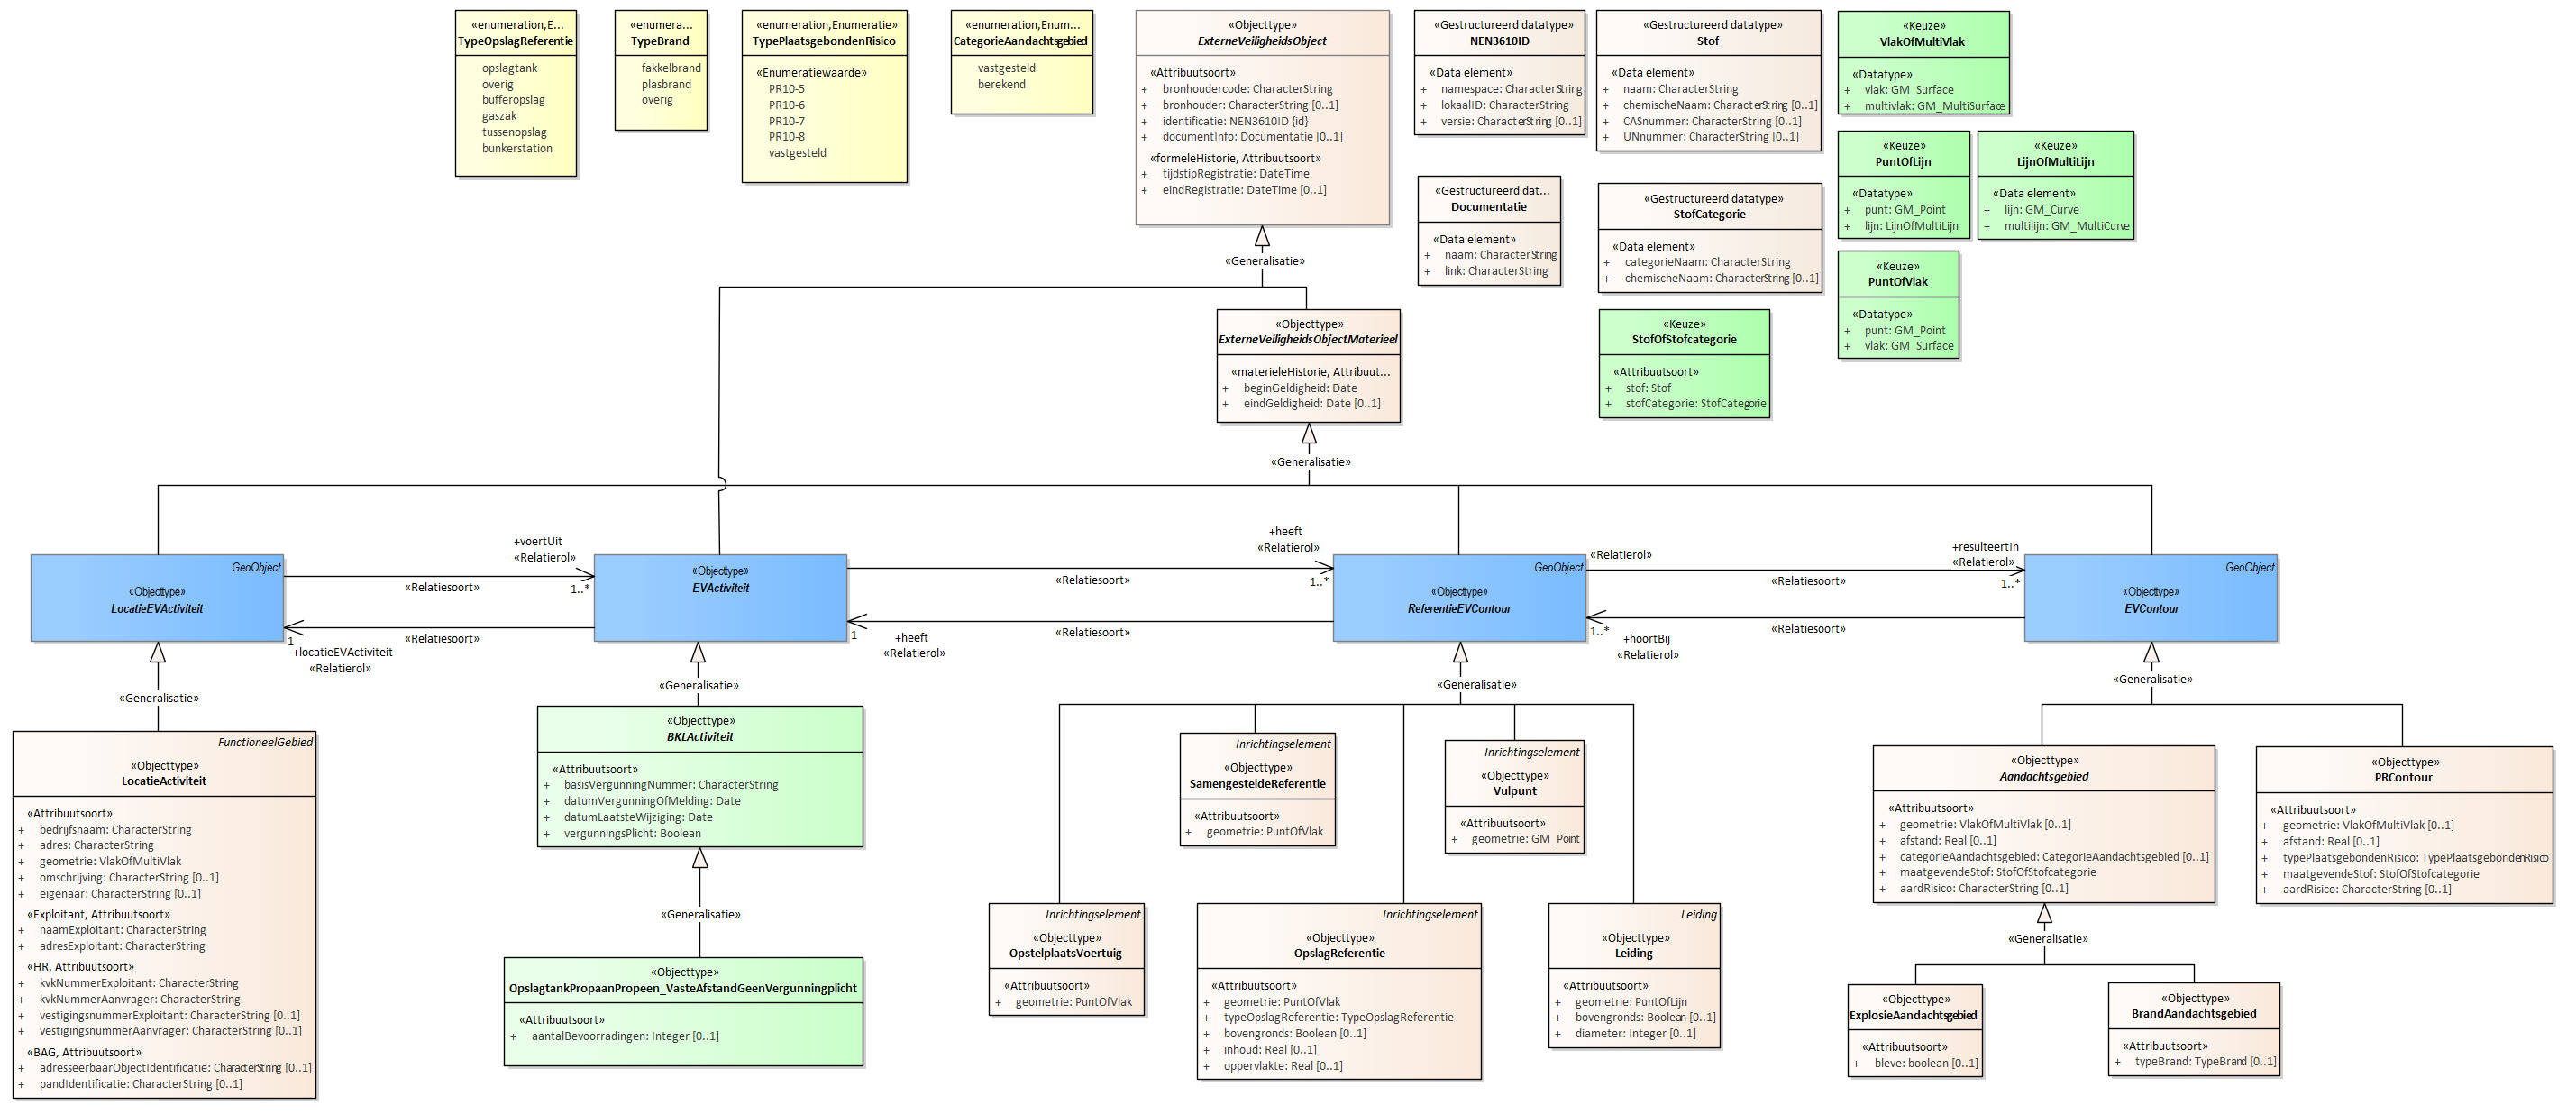 «enumeration,E...
TypeOpslagReferentie
opslagtank
overig
bufferopslag
gaszak
tussenopslag
bunkerstation
«enumera...
TypeBrand
fakkelbrand
plasbrand
overig
«enumeration,Enumeratie»
TypePlaatsgebondenRisico
«Enumeratiewaarde»
PR10-5
PR10-6
PR10-7
PR10-8
vastgesteld
«enumeration,Enum...
CategorieAandachtsgebied
vastgesteld
berekend
«Objecttype»
ExterneVeiligheidsObject
«Attribuutsoort»
+ bronhoudercode: CharacterString
+ bronhouder: CharacterString [0..1]
+ identificatie: NEN3610ID {id}
+ documentInfo: Documentatie [0..1]
«formeleHistorie, Attribuutsoort»
+ tijdstipRegistratie: DateTime
+ eindRegistratie: DateTime [0..1]
«Gestructureerd datatype»
NEN3610ID
«Data element»
+ namespace: CharacterString
+ lokaalID: CharacterString
+ versie: CharacterString [0..1]
«Gestructureerd datatype»
Stof
«Data element»
+ naam: CharacterString
+ chemischeNaam: CharacterString [0..1]
+ CASnummer: CharacterString [0..1]
+ UNnummer: CharacterString [0..1]
«Keuze»
VlakOfMultiVlak
«Datatype»
+ vlak: GM_Surface
+ multivlak: GM_MultiSurface
«Keuze»
PuntOfLijn
«Datatype»
+ punt: GM_Point
+ lijn: LijnOfMultiLijn
«Keuze»
LijnOfMultiLijn
«Data element»
+ lijn: GM_Curve
+ multilijn: GM_MultiCurve
«Gestructureerd dat...
Documentatie
«Data element»
+ naam: CharacterString
+ link: CharacterString
«Gestructureerd datatype»
StofCategorie
«Data element»
+ categorieNaam: CharacterString
+ chemischeNaam: CharacterString [0..1]
«Keuze»
PuntOfVlak
«Datatype»
+ punt: GM_Point
+ vlak: GM_Surface
«Generalisatie»
«Objecttype»
ExterneVeiligheidsObjectMaterieel
«materieleHistorie, Attribuut...
+ beginGeldigheid: Date
+ eindGeldigheid: Date [0..1]
«Keuze»
StofOfStofcategorie
«Attribuutsoort»
+ stof: Stof
+ stofCategorie: StofCategorie
«Generalisatie»
GeoObject
«Objecttype»
LocatieEVActiviteit
+voertUit
«Relatierol»
1..*
«Relatiesoort»
«Relatiesoort»
1
+locatieEVActiviteit
«Relatierol»
«Objecttype»
EVActiviteit
+heeft
«Relatierol»
1..*
«Relatiesoort»
«Relatiesoort»
1
+heeft
«Relatierol»
GeoObject
«Objecttype»
ReferentieEVContour
«Relatierol»
+resulteertIn
«Relatierol»
1..*
«Relatiesoort»
«Relatiesoort»
1..*
+hoortBij
«Relatierol»
GeoObject
«Objecttype»
EVContour
«Generalisatie»
«Generalisatie»
«Generalisatie»
«Generalisatie»
FunctioneelGebied
«Objecttype»
LocatieActiviteit
«Attribuutsoort»
+ bedrijfsnaam: CharacterString
+ adres: CharacterString
+ geometrie: VlakOfMultiVlak
+ omschrijving: CharacterString [0..1]
+ eigenaar: CharacterString [0..1]
«Exploitant, Attribuutsoort»
+ naamExploitant: CharacterString
+ adresExploitant: CharacterString
«HR, Attribuutsoort»
+ kvkNummerExploitant: CharacterString
+ kvkNummerAanvrager: CharacterString
+ vestigingsnummerExploitant: CharacterString [0..1]
+ vestigingsnummerAanvrager: CharacterString [0..1]
«BAG, Attribuutsoort»
+ adresseerbaarObjectIdentificatie: CharacterString [0..1]
+ pandIdentificatie: CharacterString [0..1]
«Objecttype»
BKLActiviteit
«Attribuutsoort»
+ basisVergunningNummer: CharacterString
+ datumVergunningOfMelding: Date
+ datumLaatsteWijziging: Date
+ vergunningsPlicht: Boolean
«Generalisatie»
«Objecttype»
OpslagtankPropaanPropeen_VasteAfstandGeenVergunningplicht
«Attribuutsoort»
+ aantalBevoorradingen: Integer [0..1]
Inrichtingselement
«Objecttype»
SamengesteldeReferentie
«Attribuutsoort»
+ geometrie: PuntOfVlak
Inrichtingselement
«Objecttype»
Vulpunt
«Attribuutsoort»
+ geometrie: GM_Point
Inrichtingselement
«Objecttype»
OpstelplaatsVoertuig
«Attribuutsoort»
+ geometrie: PuntOfVlak
Inrichtingselement
«Objecttype»
OpslagReferentie
«Attribuutsoort»
+ geometrie: PuntOfVlak
+ typeOpslagReferentie: TypeOpslagReferentie
+ bovengronds: Boolean [0..1]
+ inhoud: Real [0..1]
+ oppervlakte: Real [0..1]
Leiding
«Objecttype»
Leiding
«Attribuutsoort»
+ geometrie: PuntOfLijn
+ bovengronds: Boolean [0..1]
+ diameter: Integer [0..1]
«Objecttype»
Aandachtsgebied
«Attribuutsoort»
+ geometrie: VlakOfMultiVlak [0..1]
+ afstand: Real [0..1]
+ categorieAandachtsgebied: CategorieAandachtsgebied [0..1]
+ maatgevendeStof: StofOfStofcategorie
+ aardRisico: CharacterString [0..1]
«Objecttype»
PRContour
«Attribuutsoort»
+ geometrie: VlakOfMultiVlak [0..1]
+ afstand: Real [0..1]
+ typePlaatsgebondenRisico: TypePlaatsgebondenRisico
+ maatgevendeStof: StofOfStofcategorie
+ aardRisico: CharacterString [0..1]
«Generalisatie»
«Objecttype»
ExplosieAandachtsgebied
«Attribuutsoort»
+ bleve: boolean [0..1]
«Objecttype»
BrandAandachtsgebied
«Attribuutsoort»
+ typeBrand: TypeBrand [0..1]